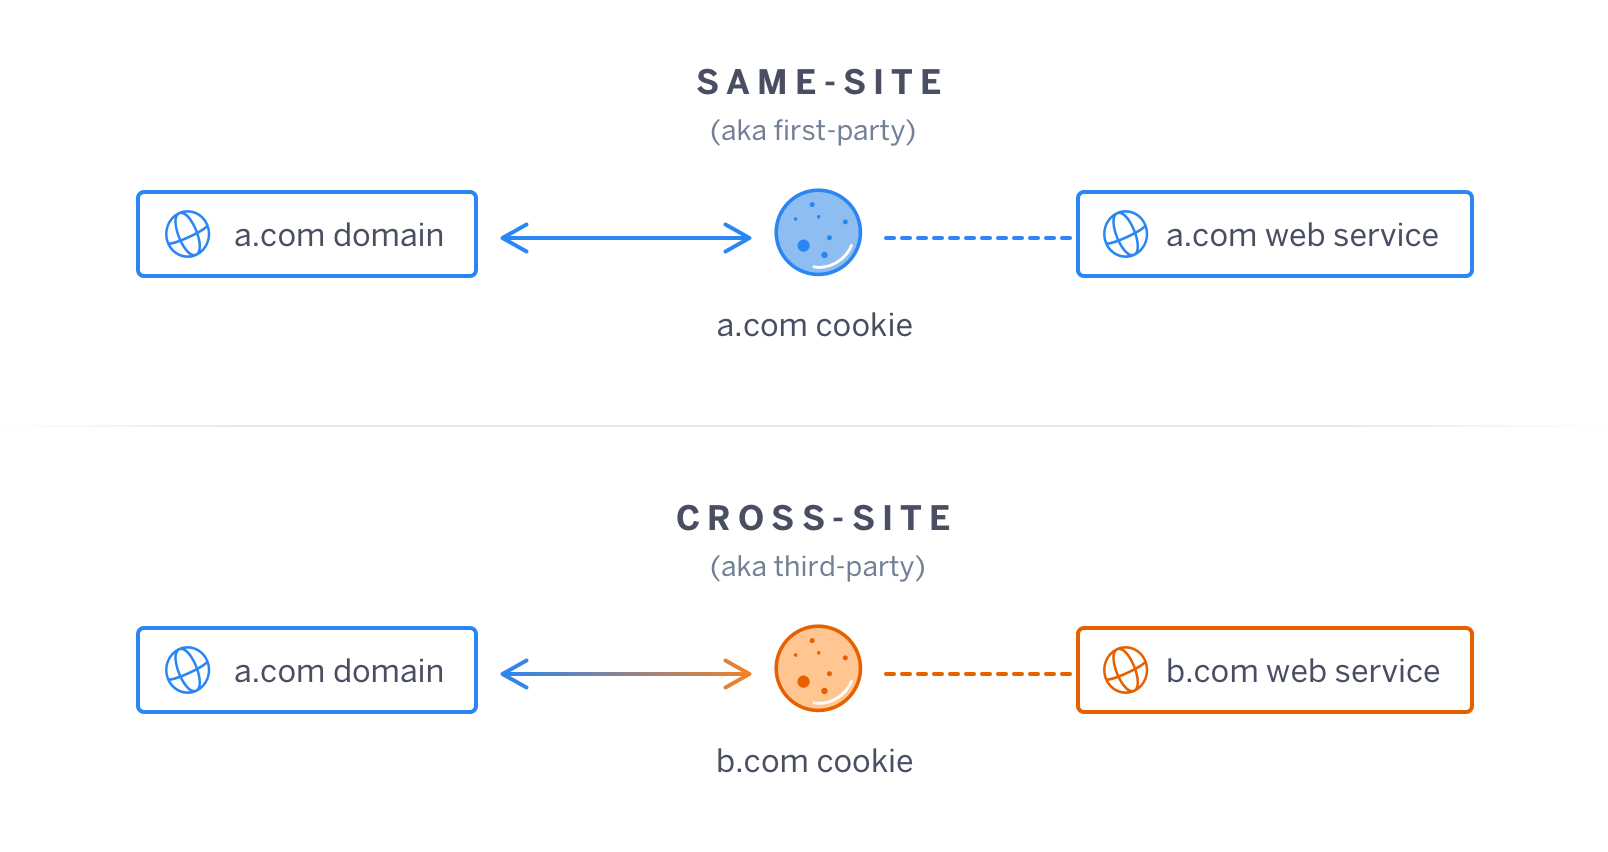 SAME-SITE
(aka first-party)
a.com domain
a.com web service
a.com cookie
CROSS-SITE
(aka third-party)
a.com domain
b.com web service
b.com cookie